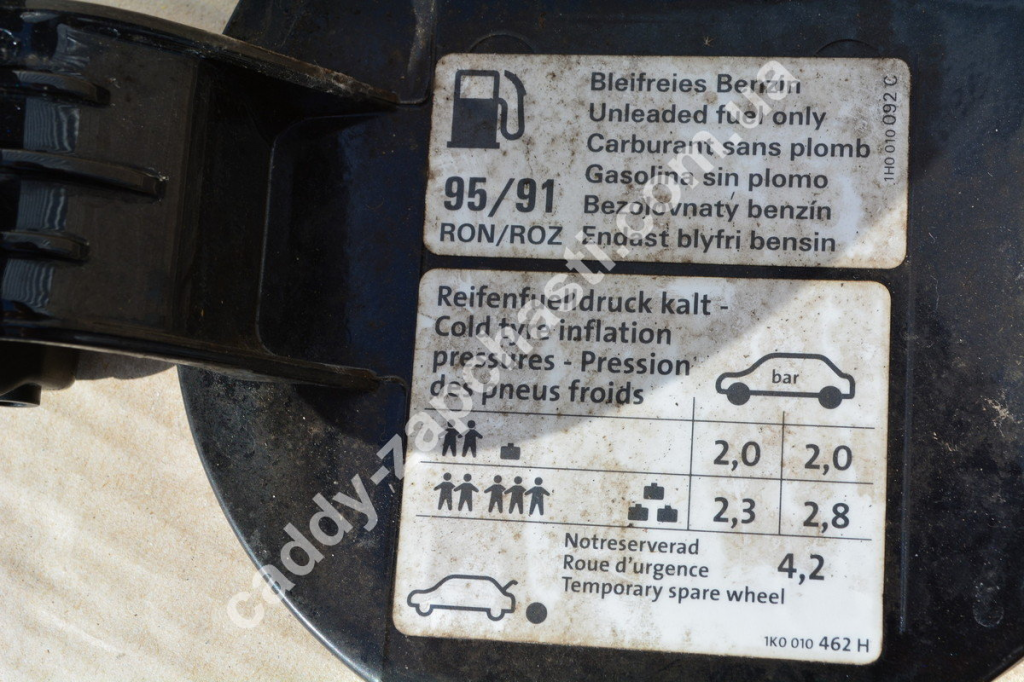 Bleifreies Benzin
Unleaded fuel only
Carburant sans plomb
Gasolina sin plomo
Bezolovnatý benzín
Endast blyfri bensin
95/91
RON/ROZ
1H0 010 092 C
Reifenfuelldruck kalt -
Cold tyre inflation
pressures - Pression
des pneus froids
bar
2,0 2,0
2,3 2,8
Notreserverad
Roue d'urgence 4,2
Temporary spare wheel
1K0 010 462 H
caddy-zapchasti.com.ua